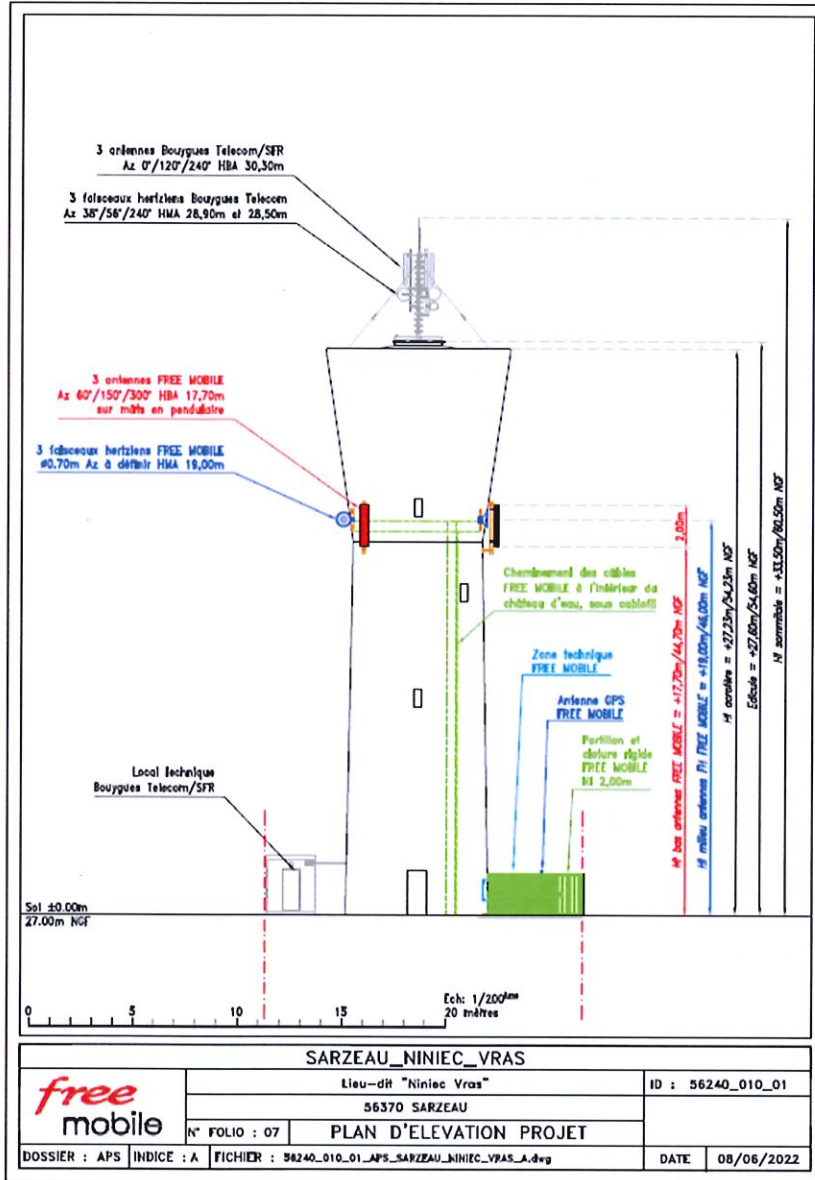 3 antennes Bouygues Telecom/SFR
Az 0°/120°/240° HBA 30,30m
3 faisceaux hertziens Bouygues Telecom
Az 38°/56°/240° HMA 28,90m et 28,50m
3 antennes FREE MOBILE
Az 60°/150°/300° HBA 17,70m
sur mâts en pendulaire
3 faisceaux hertziens FREE MOBILE
ø0.70m Az à définir HMA 19,00m
Cheminement des câbles
FREE MOBILE à l'intérieur du
château d'eau, sous cablofil
Zone technique
FREE MOBILE
Antenne GPS
FREE MOBILE
Portillon et
cloture rigide
FREE MOBILE
Ht 2,00m
Local technique
Bouygues Telecom/SFR
2,00m
Ht bas antennes FREE MOBILE = +17,70m/44,70m NGF
Ht milieu antennes FH FREE MOBILE = +19,00m/46,00m NGF
Ht acrotère = +27,23m/54,23m NGF
Edicule = +27,60m/54,60m NGF
Ht sommitale = +33,50m/60,50m NGF
Sol ±0.00m
27.00m NGF
Ech: 1/200ème
0 5 10 15 20 mètres
SARZEAU_NINIEC_VRAS
free
mobile
Lieu-dit "Niniec Vras"
ID : 56240_010_01
56370 SARZEAU
N° FOLIO : 07
PLAN D'ELEVATION PROJET
DOSSIER : APS
INDICE : A
FICHIER : 56240_010_01_APS_SARZEAU_NINIEC_VRAS_A.dwg
DATE
08/06/2022